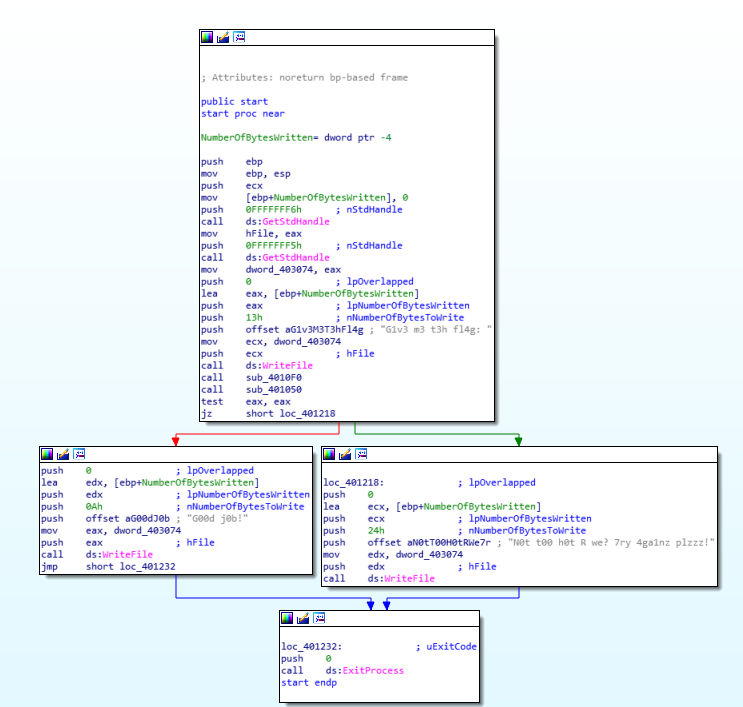 ; Attributes: noreturn bp-based frame
public start
start proc near
NumberOfBytesWritten= dword ptr -4
push ebp
mov ebp, esp
push ecx
mov [ebp+NumberOfBytesWritten], 0
push 0FFFFFFF6h ; nStdHandle
call ds:GetStdHandle
mov hFile, eax
push 0FFFFFFF5h ; nStdHandle
call ds:GetStdHandle
mov dword_403074, eax
push 0 ; lpOverlapped
lea eax, [ebp+NumberOfBytesWritten]
push eax ; lpNumberOfBytesWritten
push 13h ; nNumberOfBytesToWrite
push offset aG1v3M3T3hFl4g ; "G1v3 m3 t3h fl4g: "
mov ecx, dword_403074
push ecx ; hFile
call ds:WriteFile
call sub_4010F0
call sub_401050
test eax, eax
jz short loc_401218
push 0 ; lpOverlapped
lea edx, [ebp+NumberOfBytesWritten]
push edx ; lpNumberOfBytesWritten
push 0Ah ; nNumberOfBytesToWrite
push offset aG00dJ0b ; "G00d j0b!"
mov eax, dword_403074
push eax ; hFile
call ds:WriteFile
jmp short loc_401232
loc_401218: ; lpOverlapped
push 0
lea ecx, [ebp+NumberOfBytesWritten]
push ecx ; lpNumberOfBytesWritten
push 24h ; nNumberOfBytesToWrite
push offset aN0tT00H0tRWe7r ; "N0t t00 h0t R we? 7ry 4ga1nz plzzz!"
mov edx, dword_403074
push edx ; hFile
call ds:WriteFile
loc_401232: ; uExitCode
push 0
call ds:ExitProcess
start endp